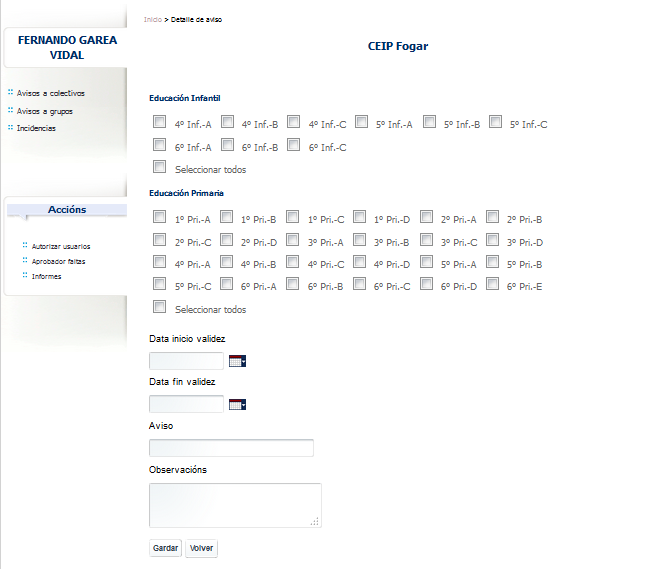 Inicio > Detalle de aviso
FERNANDO GAREA
VIDAL
Avisos a colectivos
Avisos a grupos
Incidencias
Accións
Autorizar usuarios
Aprobador faltas
Informes
CEIP Fogar
Educación Infantil
4º Inf.-A 4º Inf.-B 4º Inf.-C 5º Inf.-A 5º Inf.-B 5º Inf.-C
6º Inf.-A 6º Inf.-B 6º Inf.-C
Seleccionar todos
Educación Primaria
1º Pri.-A 1º Pri.-B 1º Pri.-C 1º Pri.-D 2º Pri.-A 2º Pri.-B
2º Pri.-C 2º Pri.-D 3º Pri.-A 3º Pri.-B 3º Pri.-C 3º Pri.-D
4º Pri.-A 4º Pri.-B 4º Pri.-C 4º Pri.-D 5º Pri.-A 5º Pri.-B
5º Pri.-C 6º Pri.-A 6º Pri.-B 6º Pri.-C 6º Pri.-D 6º Pri.-E
Seleccionar todos
Data inicio validez
Data fin validez
Aviso
Observacións
Gardar Volver